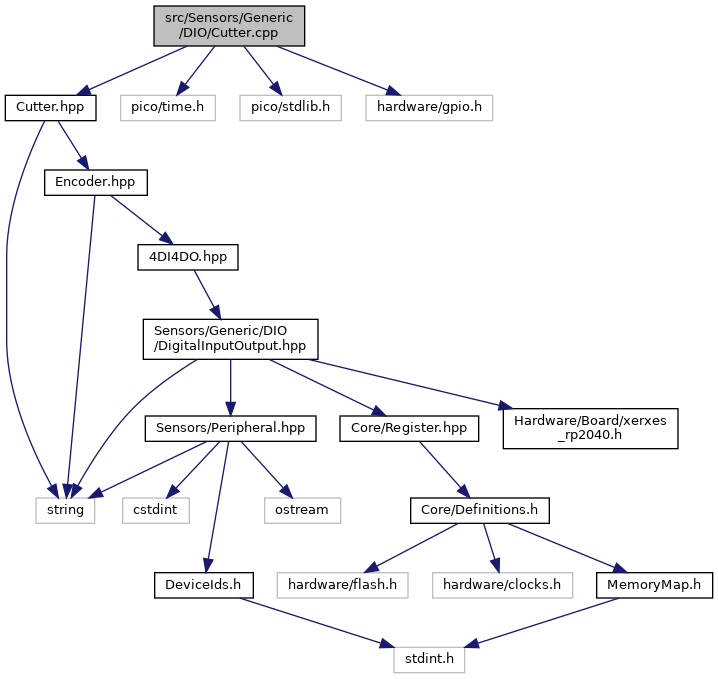 src/Sensors/Generic
/DIO/Cutter.cpp
Cutter.hpp
pico/time.h
pico/stdlib.h
hardware/gpio.h
Encoder.hpp
4DI4DO.hpp
Sensors/Generic/DIO
/DigitalInputOutput.hpp
Sensors/Peripheral.hpp
Core/Register.hpp
Hardware/Board/xerxes
_rp2040.h
string
cstdint
ostream
Core/Definitions.h
DeviceIds.h
hardware/flash.h
hardware/clocks.h
MemoryMap.h
stdint.h